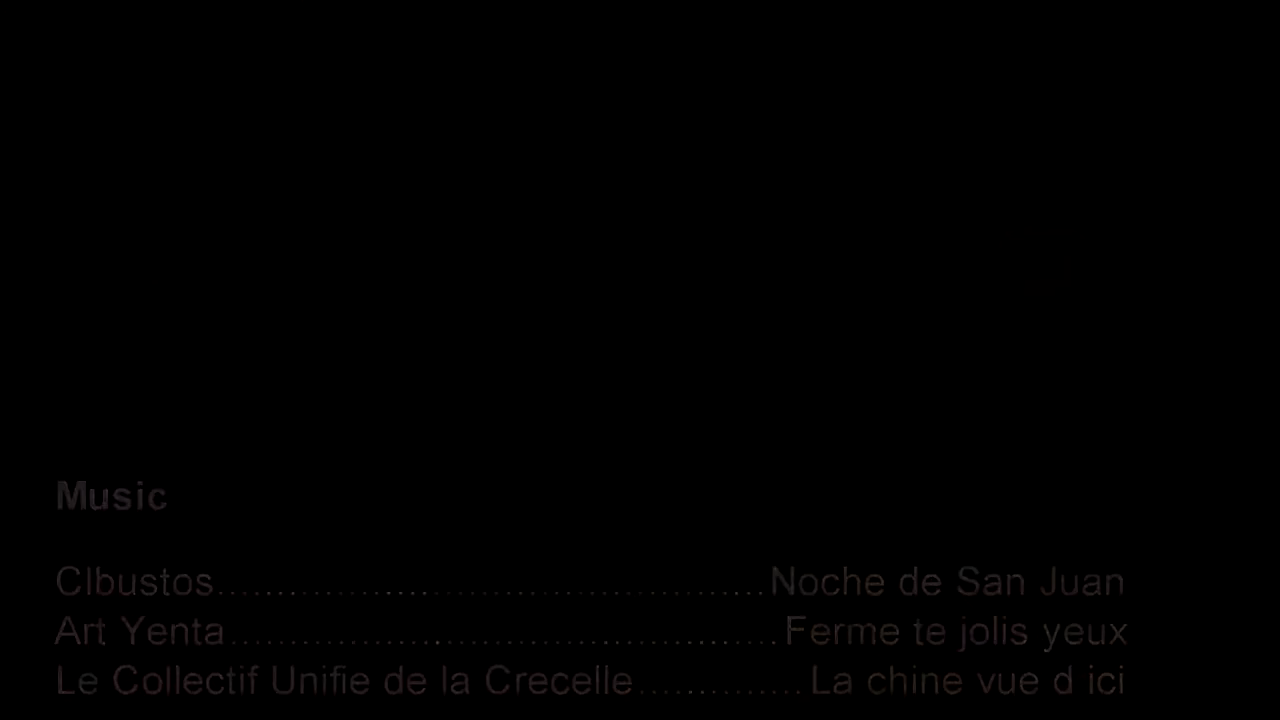 Music
Clbustos.............................................Noche de San Juan
Art Yenta.............................................Ferme te jolis yeux
Le Collectif Unifie de la Crecelle..............La chine vue d ici